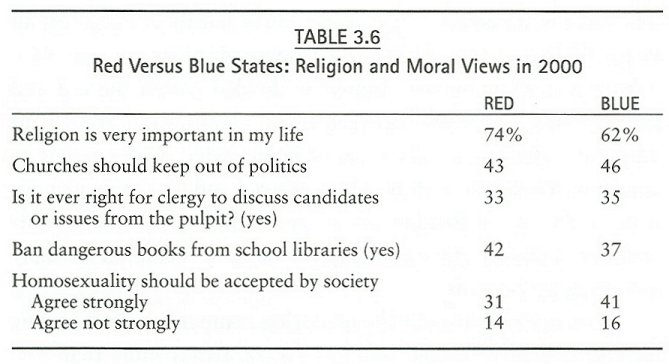 TABLE 3.6
Red Versus Blue States: Religion and Moral Views in 2000
RED BLUE
Religion is very important in my life 74% 62%
Churches should keep out of politics 43 46
Is it ever right for clergy to discuss candidates
or issues from the pulpit? (yes) 33 35
Ban dangerous books from school libraries (yes) 42 37
Homosexuality should be accepted by society
Agree strongly 31 41
Agree not strongly 14 16